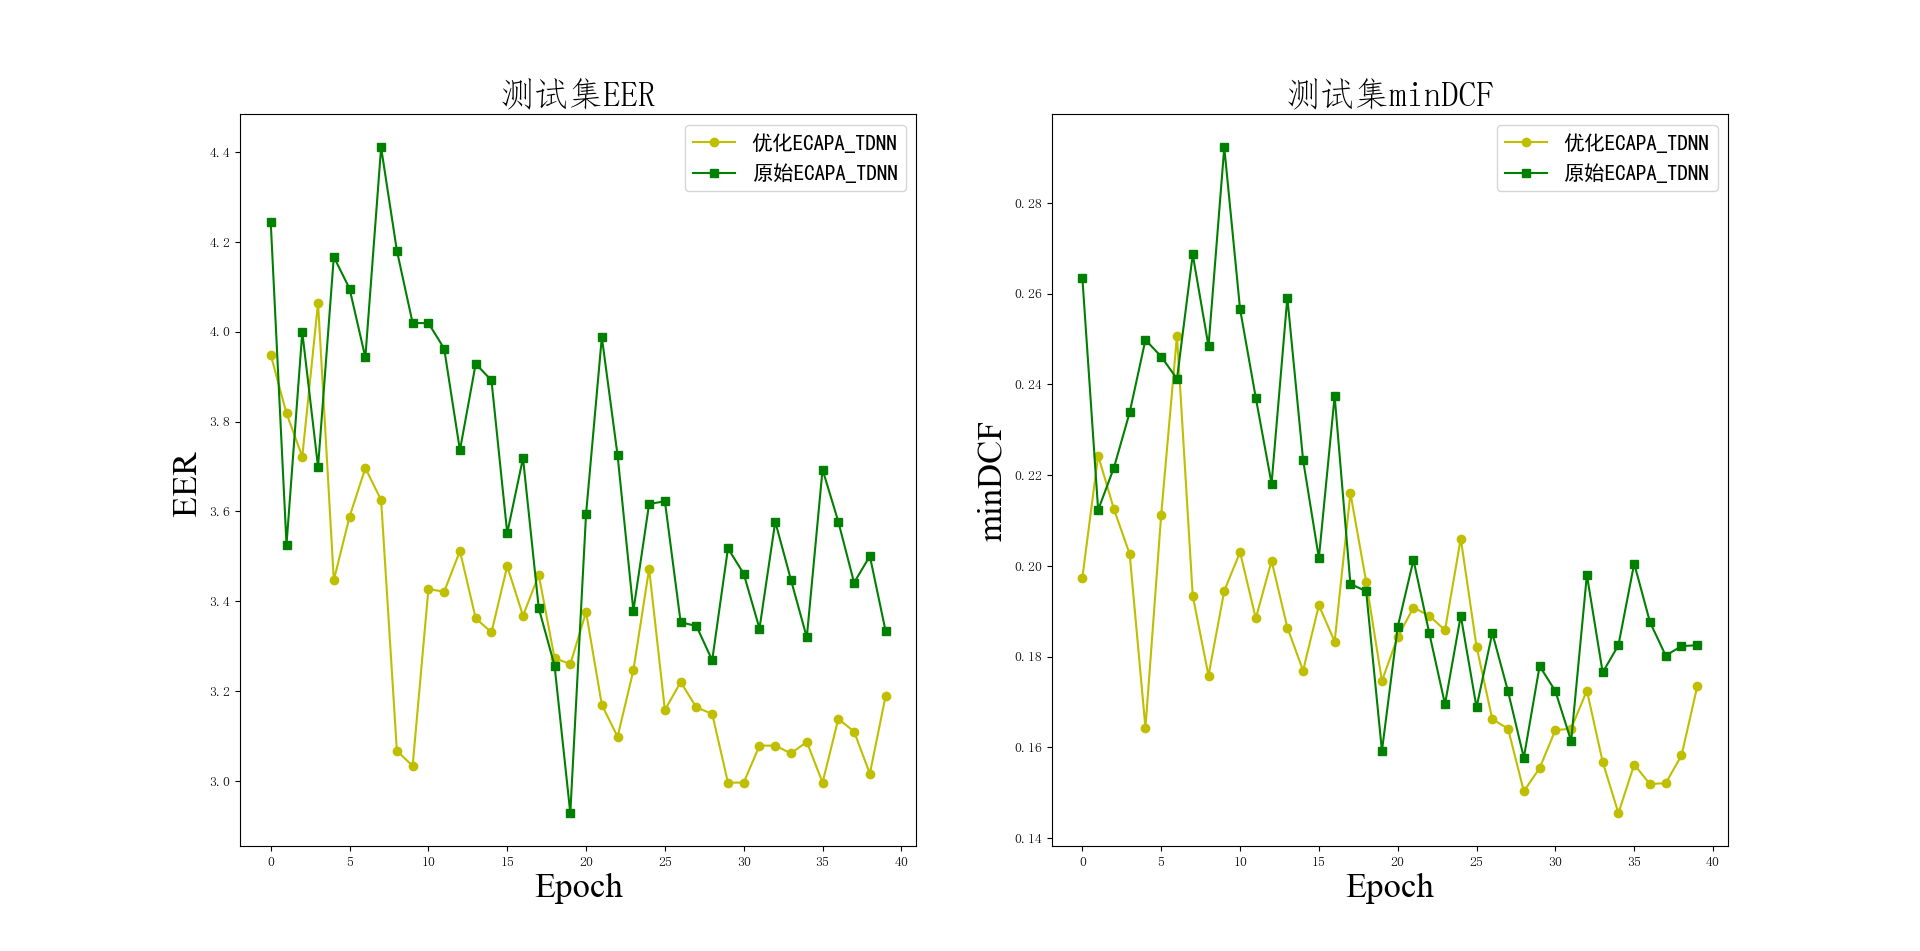 测试集EER
优化ECAPA_TDNN
原始ECAPA_TDNN
EER
4.4
4.2
4.0
3.8
3.6
3.4
3.2
3.0
0 5 10 15 20 25 30 35 40
Epoch
测试集minDCF
优化ECAPA_TDNN
原始ECAPA_TDNN
minDCF
0.28
0.26
0.24
0.22
0.20
0.18
0.16
0.14
0 5 10 15 20 25 30 35 40
Epoch